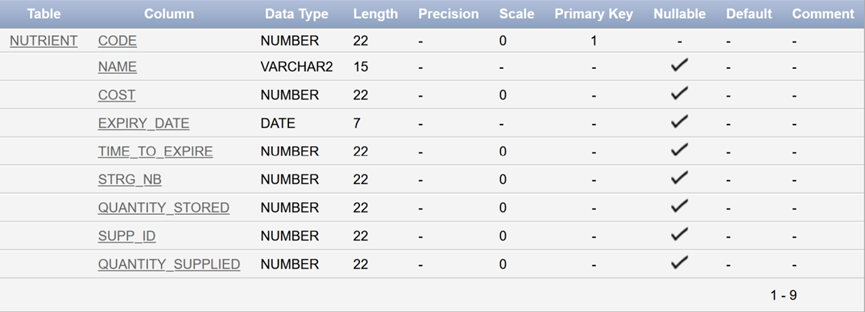 Table Column Data Type Length Precision Scale Primary Key Nullable Default Comment
NUTRIENT CODE NUMBER 22 - 0 1 - - -
NAME VARCHAR2 15 - - - ✓ - -
COST NUMBER 22 - 0 - ✓ - -
EXPIRY_DATE DATE 7 - - - ✓ - -
TIME_TO_EXPIRE NUMBER 22 - 0 - ✓ - -
STRG_NB NUMBER 22 - 0 - ✓ - -
QUANTITY_STORED NUMBER 22 - 0 - ✓ - -
SUPP_ID NUMBER 22 - 0 - ✓ - -
QUANTITY_SUPPLIED NUMBER 22 - 0 - ✓ - -
1 - 9